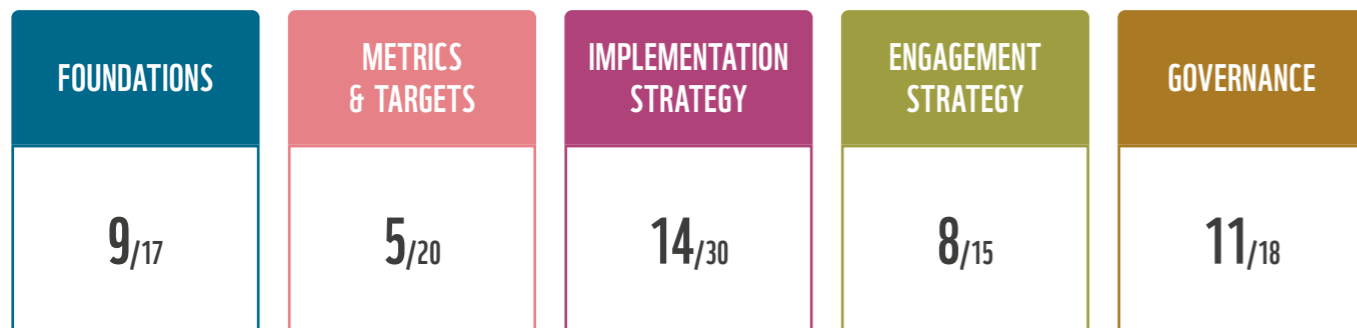 FOUNDATIONS
9/17
METRICS
& TARGETS
5/20
IMPLEMENTATION
STRATEGY
14/30
ENGAGEMENT
STRATEGY
8/15
GOVERNANCE
11/18